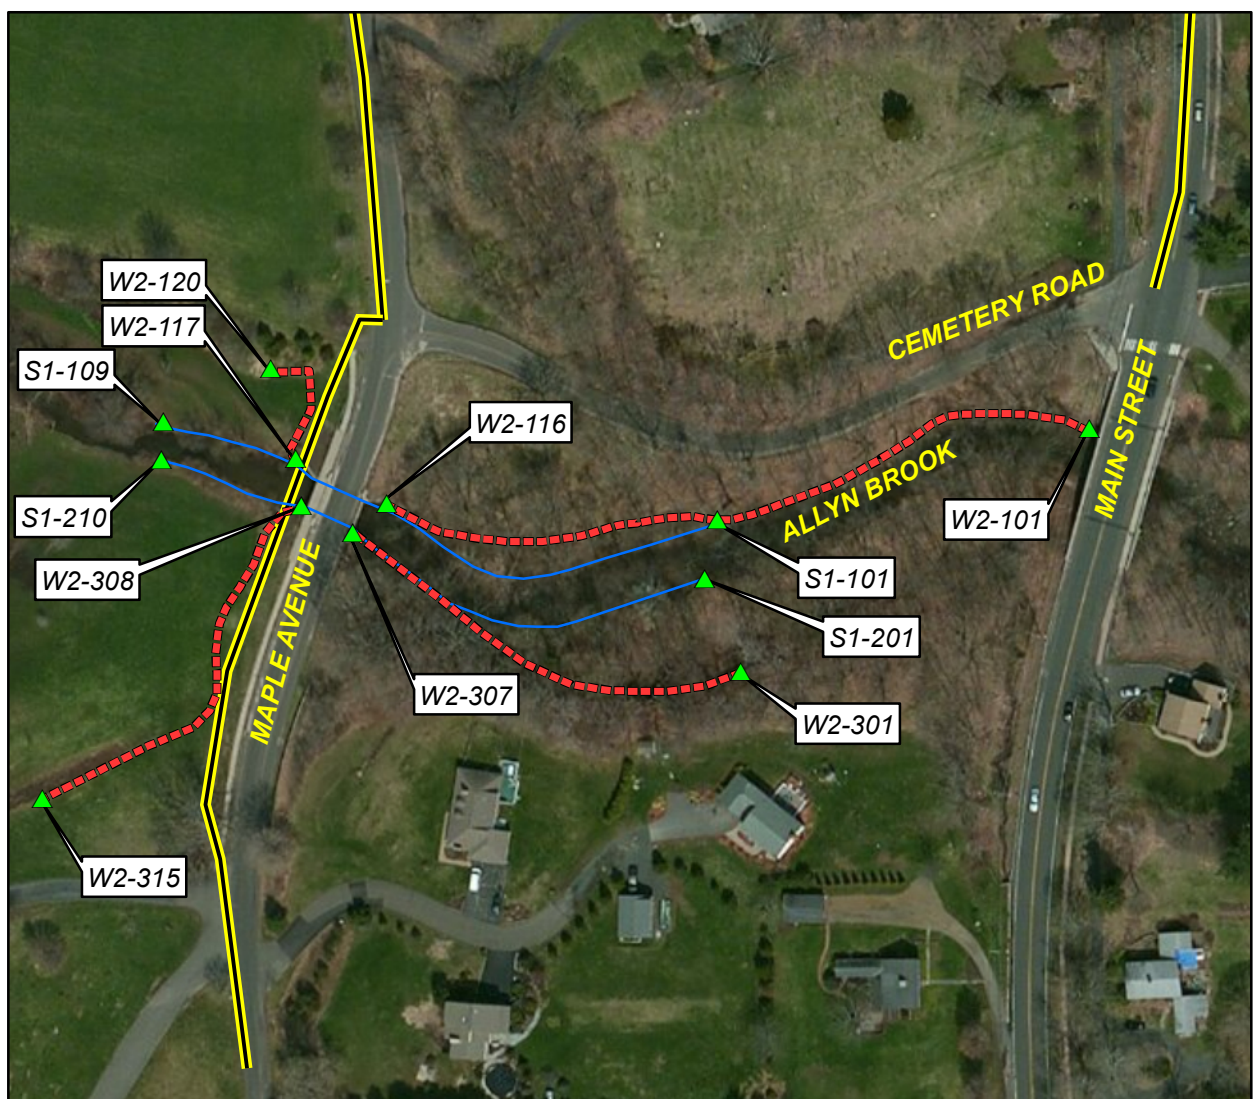 W2-120
CEMETERY ROAD
W2-117
S1-109
MAIN STREET
W2-116
ALLYN BROOK
S1-210
W2-101
W2-308
S1-101
MAPLE AVENUE
S1-201
W2-307
W2-301
W2-315